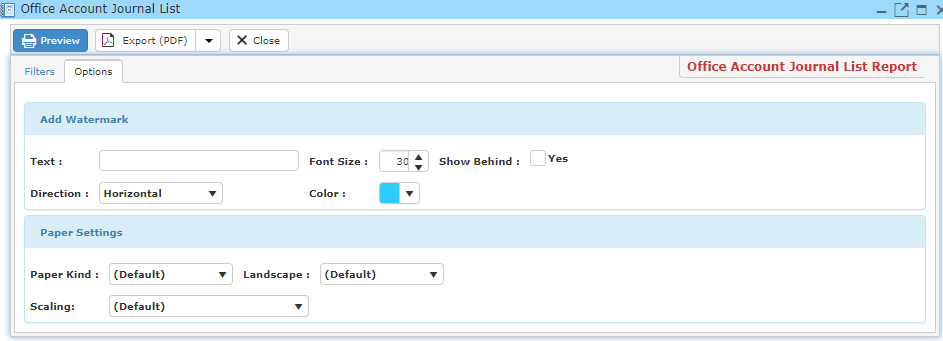 Office Account Journal List
Preview Export (PDF) Close
Filters Options Office Account Journal List Report
Add Watermark
Text : Font Size : 30 Show Behind : Yes
Direction : Horizontal Color :
Paper Settings
Paper Kind : (Default) Landscape : (Default)
Scaling: (Default)